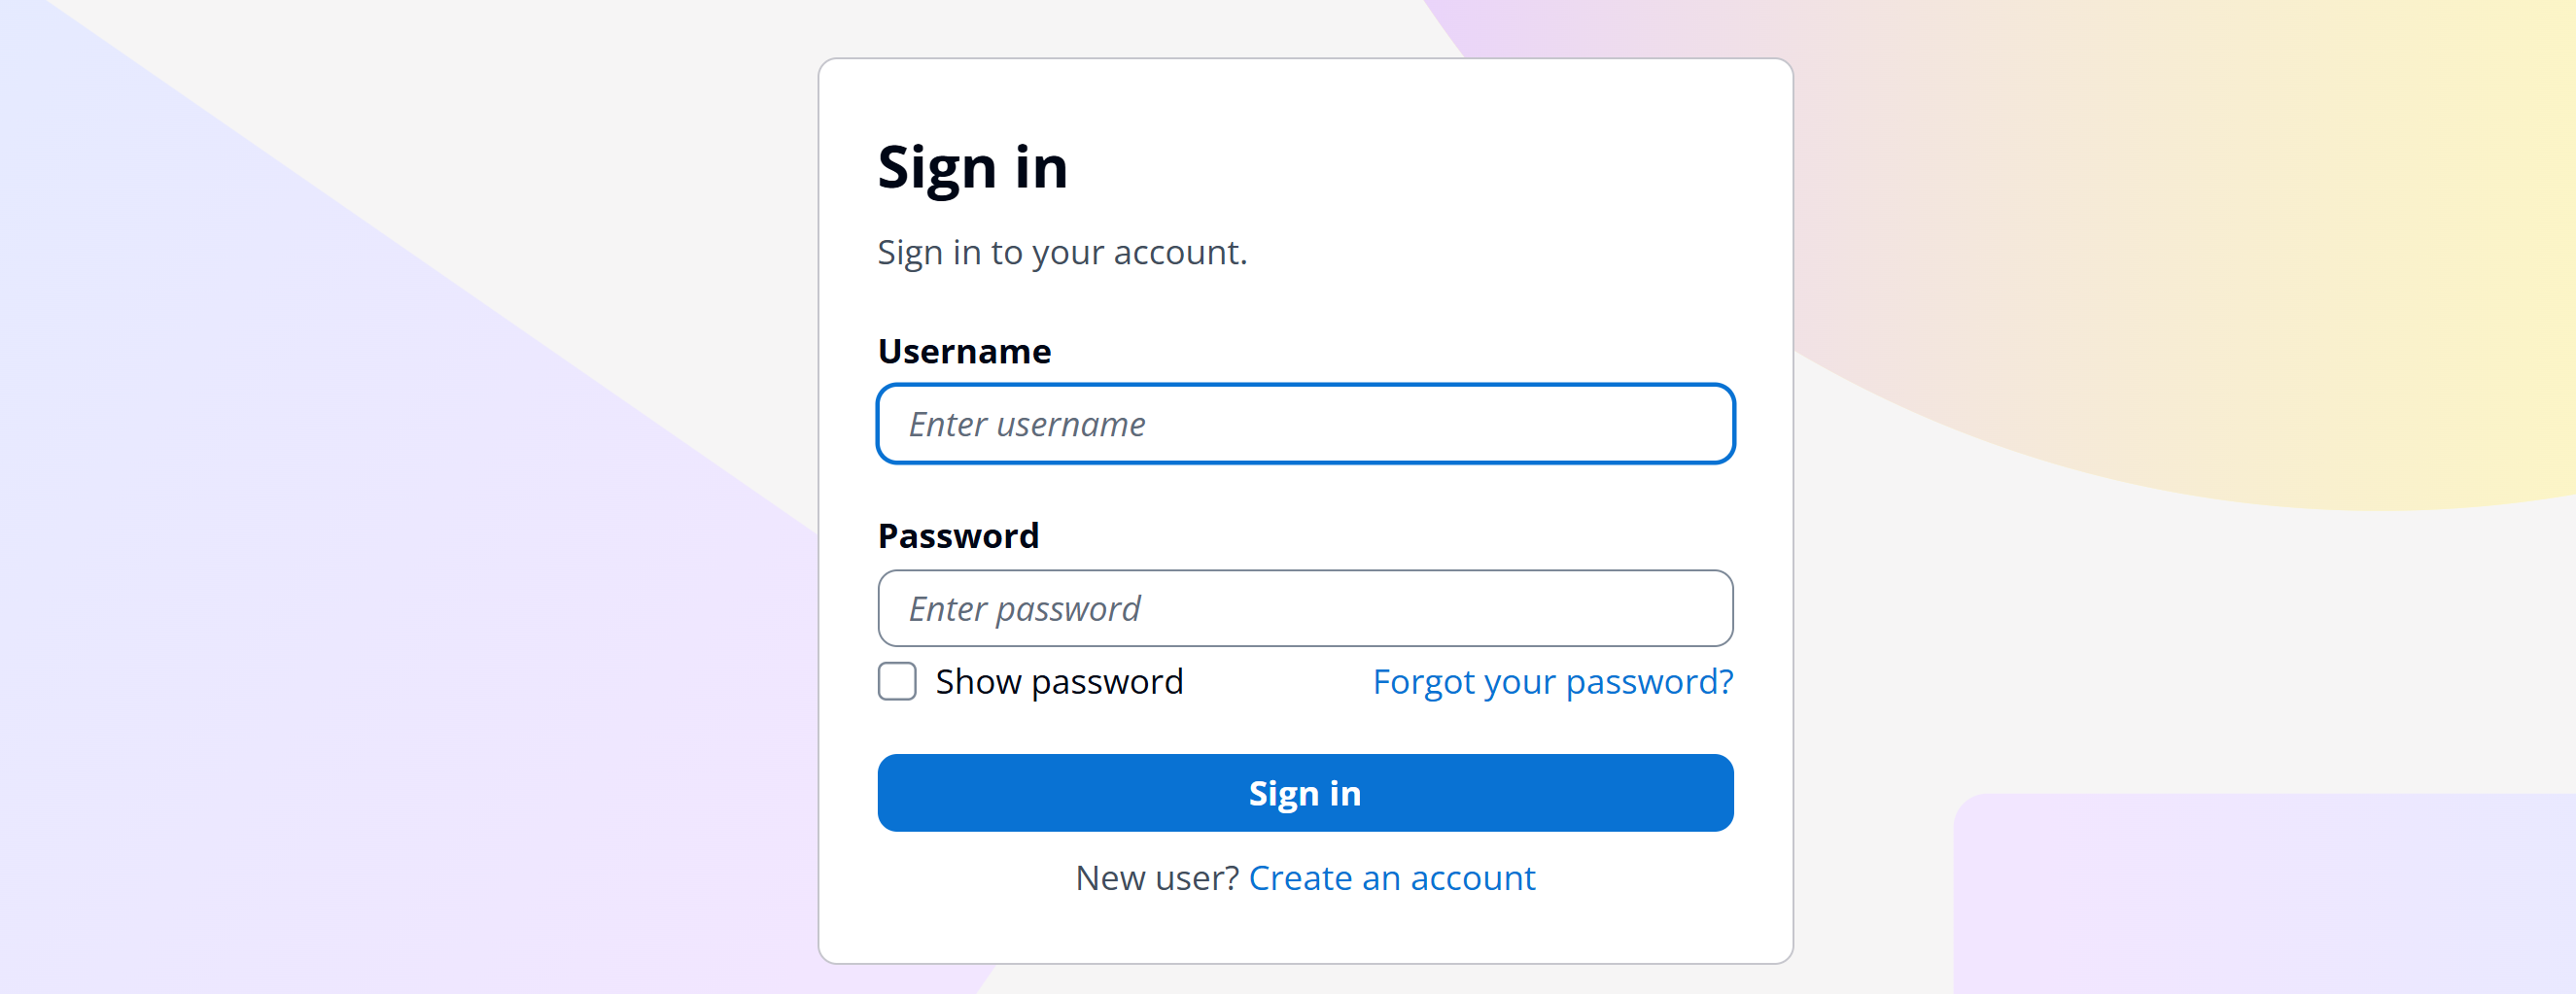 Sign in
Sign in to your account.
Username
Enter username
Password
Enter password
Show password Forgot your password?
Sign in
New user? Create an account